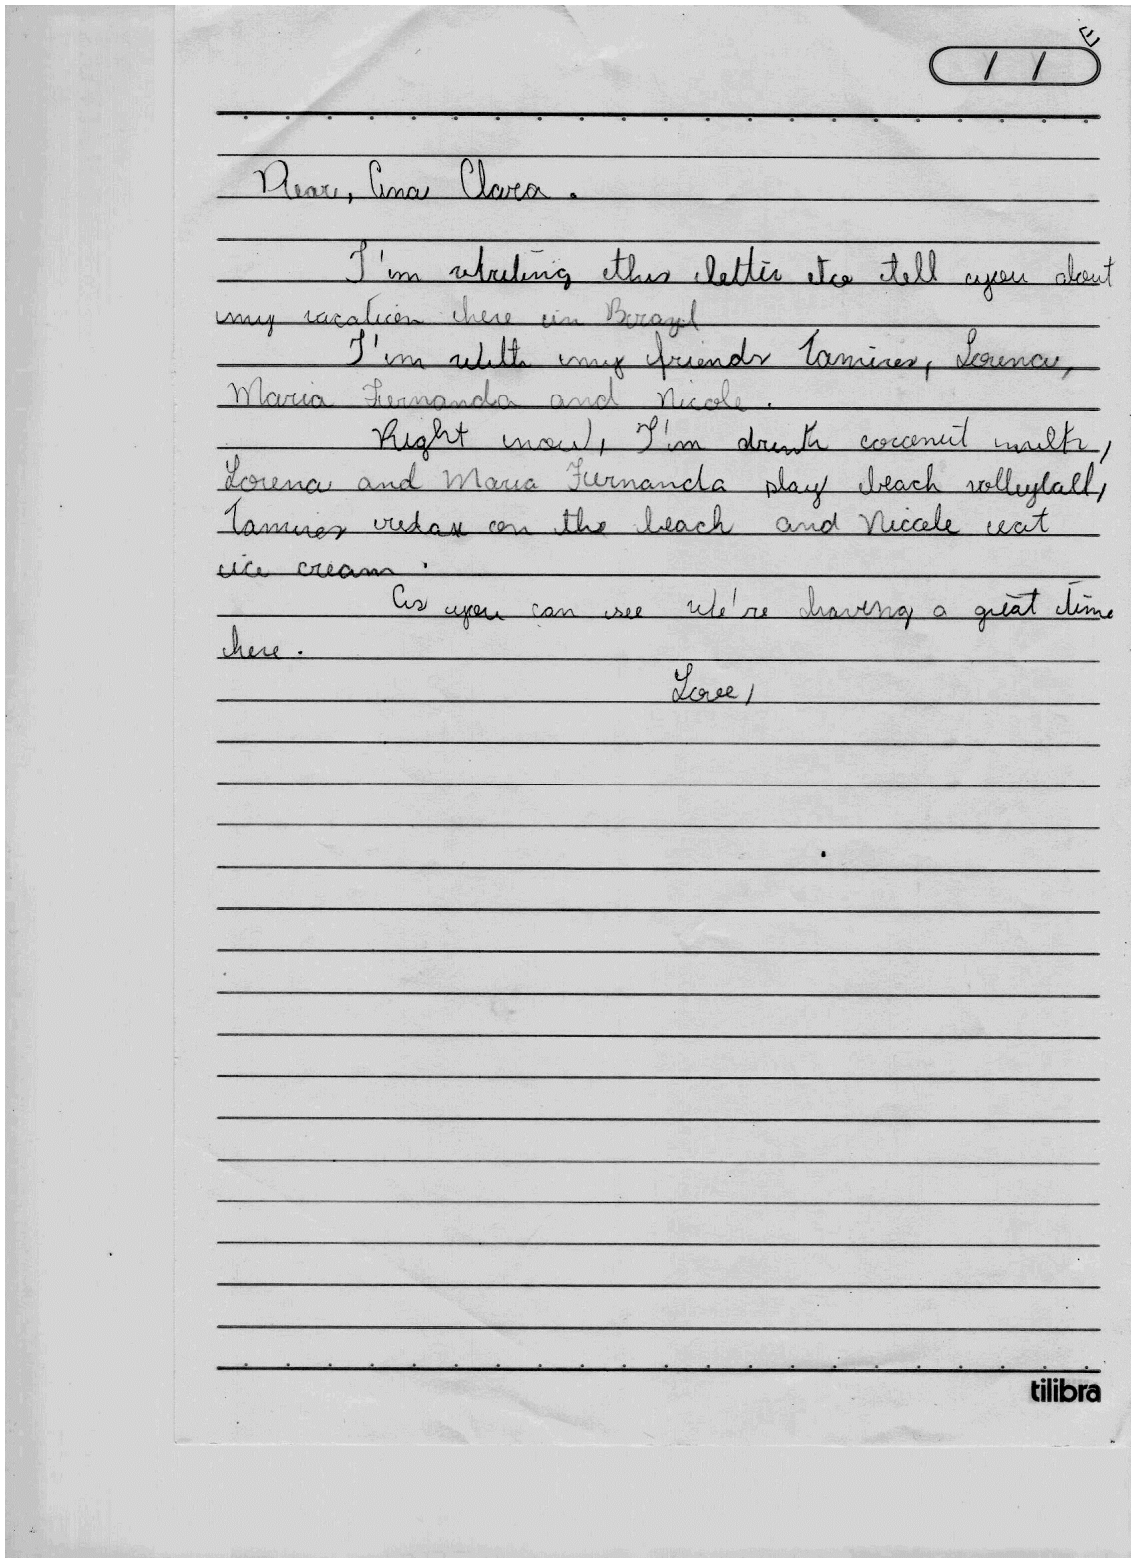 Dear, Ana Clara.
I'm writing this letter to tell you about
my vacation here in Brazil
I'm with my friends Tamires, Lorena,
Maria Fernanda and Nicole.
Right now, I'm drink coconut milk,
Lorena and Maria Fernanda play beach volleyball,
Tamires relax on the beach and Nicole eat
ice cream.
As you can see we're having a great time
here.
Love,
tilibra